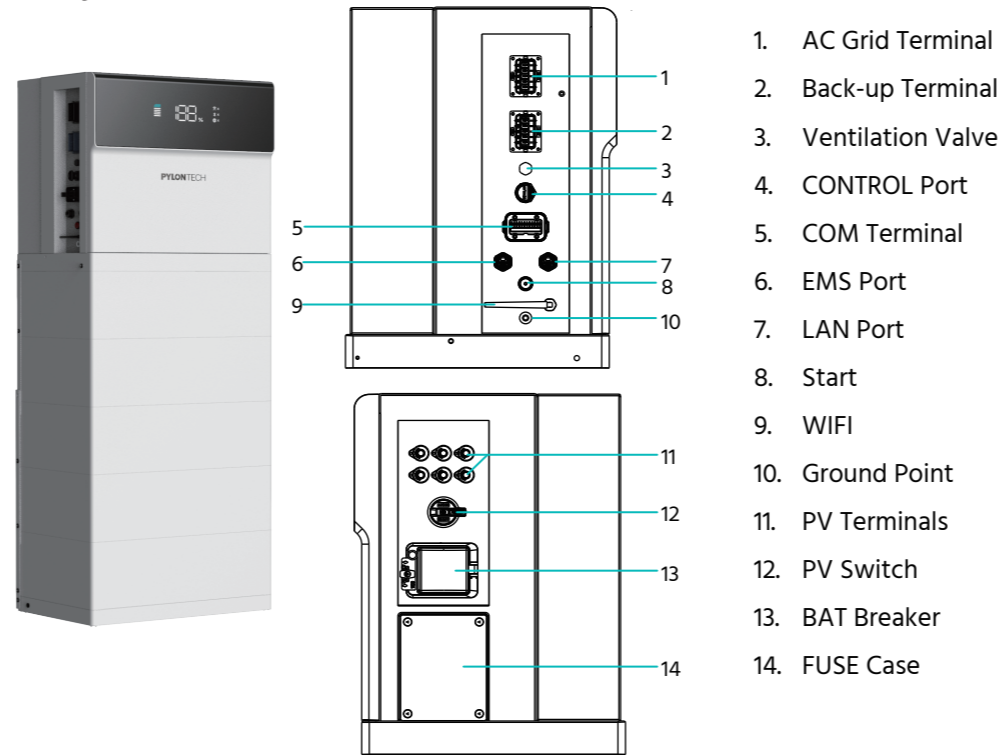 188%
PYLONTECH
1
2
3
4
5
6
7
8
9
10
11
12
13
14
1. AC Grid Terminal
2. Back-up Terminal
3. Ventilation Valve
4. CONTROL Port
5. COM Terminal
6. EMS Port
7. LAN Port
8. Start
9. WIFI
10. Ground Point
11. PV Terminals
12. PV Switch
13. BAT Breaker
14. FUSE Case